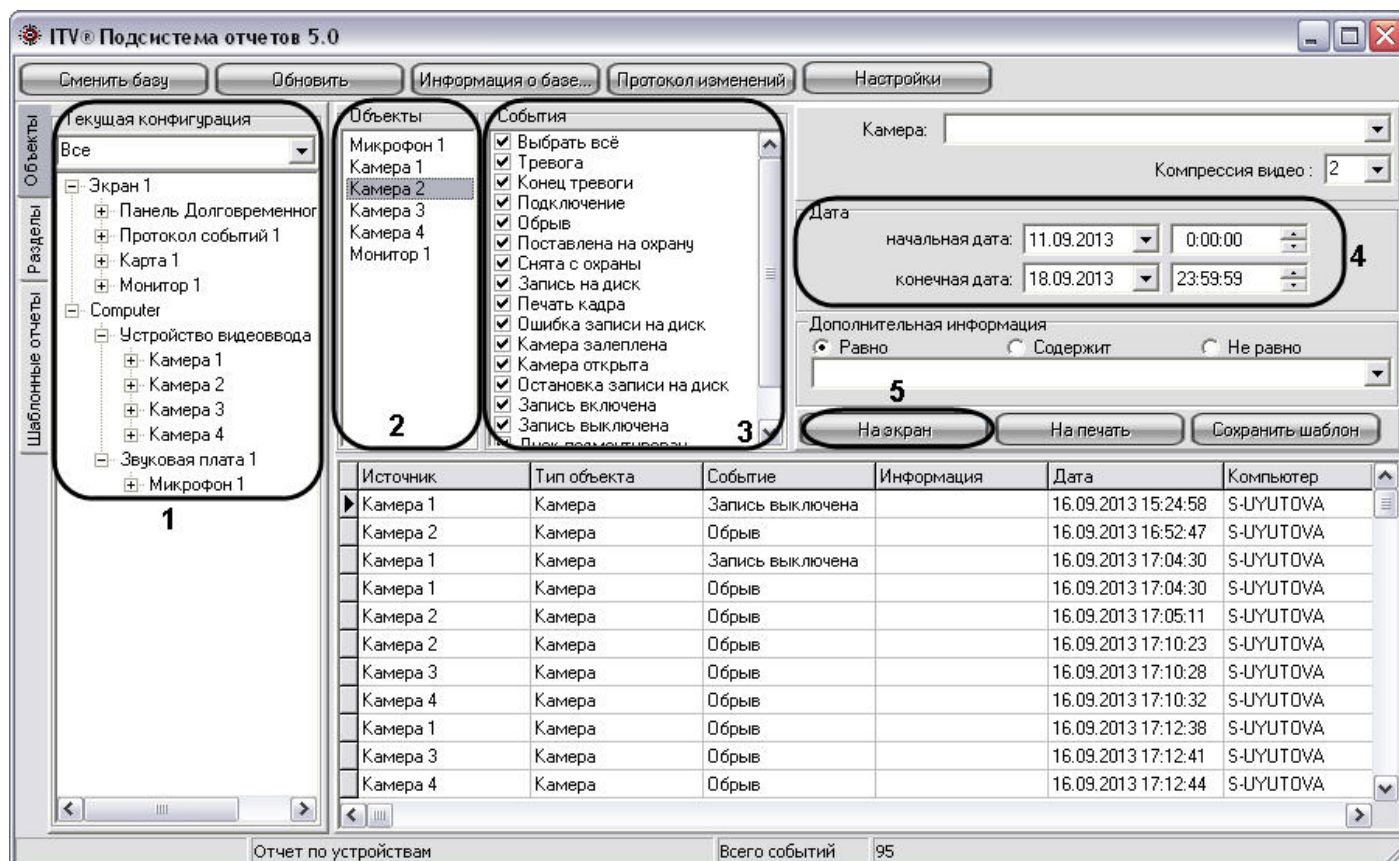 ITV® Подсистема отчетов 5.0
Сменить базу
Обновить
Информация о базе...
Протокол изменений
Настройки
Объекты
Разделы
Шаблонные отчеты
Текущая конфигурация
Все
Экран 1
Панель Долговременног
Протокол событий 1
Карта 1
Монитор 1
Computer
Устройство видеоввода
Камера 1
Камера 2
Камера 3
Камера 4
Звуковая плата 1
Микрофон 1
1
Объекты
Микрофон 1
Камера 1
Камера 2
Камера 3
Камера 4
Монитор 1
2
События
Выбрать всё
Тревога
Конец тревоги
Подключение
Обрыв
Поставлена на охрану
Снята с охраны
Запись на диск
Печать кадра
Ошибка записи на диск
Камера залеплена
Камера открыта
Остановка записи на диск
Запись включена
Запись выключена
3
Камера:
Компрессия видео : 2
Дата
начальная дата: 11.09.2013 0:00:00
конечная дата: 18.09.2013 23:59:59
4
Дополнительная информация
Равно Содержит Не равно
5
На экран
На печать
Сохранить шаблон
Источник Тип объекта Событие Информация Дата Компьютер
Камера 1 Камера Запись выключена 16.09.2013 15:24:58 S-UYUTOVA
Камера 2 Камера Обрыв 16.09.2013 16:52:47 S-UYUTOVA
Камера 1 Камера Запись выключена 16.09.2013 17:04:30 S-UYUTOVA
Камера 1 Камера Обрыв 16.09.2013 17:04:30 S-UYUTOVA
Камера 2 Камера Обрыв 16.09.2013 17:05:11 S-UYUTOVA
Камера 2 Камера Обрыв 16.09.2013 17:10:23 S-UYUTOVA
Камера 3 Камера Обрыв 16.09.2013 17:10:28 S-UYUTOVA
Камера 4 Камера Обрыв 16.09.2013 17:10:32 S-UYUTOVA
Камера 1 Камера Обрыв 16.09.2013 17:12:38 S-UYUTOVA
Камера 3 Камера Обрыв 16.09.2013 17:12:41 S-UYUTOVA
Камера 4 Камера Обрыв 16.09.2013 17:12:44 S-UYUTOVA
Отчет по устройствам Всего событий 95